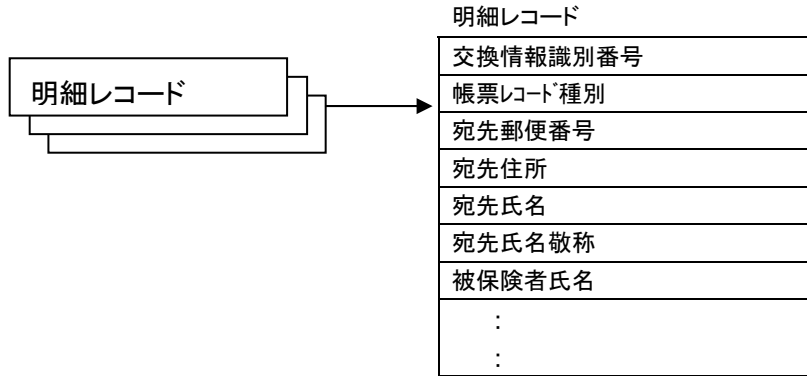 明細レコード
明細レコード
交換情報識別番号
帳票ﾚｺｰﾄﾞ種別
宛先郵便番号
宛先住所
宛先氏名
宛先氏名敬称
被保険者氏名
:
: